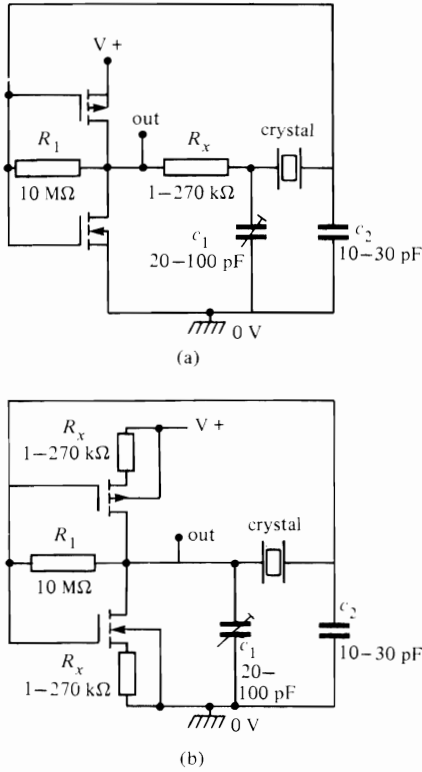 V +
out
R₁
10 MΩ
Rₓ
1–270 kΩ
crystal
c₁
20–100 pF
c₂
10–30 pF
0 V
(a)
Rₓ
1–270 kΩ
V +
R₁
10 MΩ
out
crystal
Rₓ
1–270 kΩ
c₁
20–
100 pF
c₂
10–30 pF
0 V
(b)